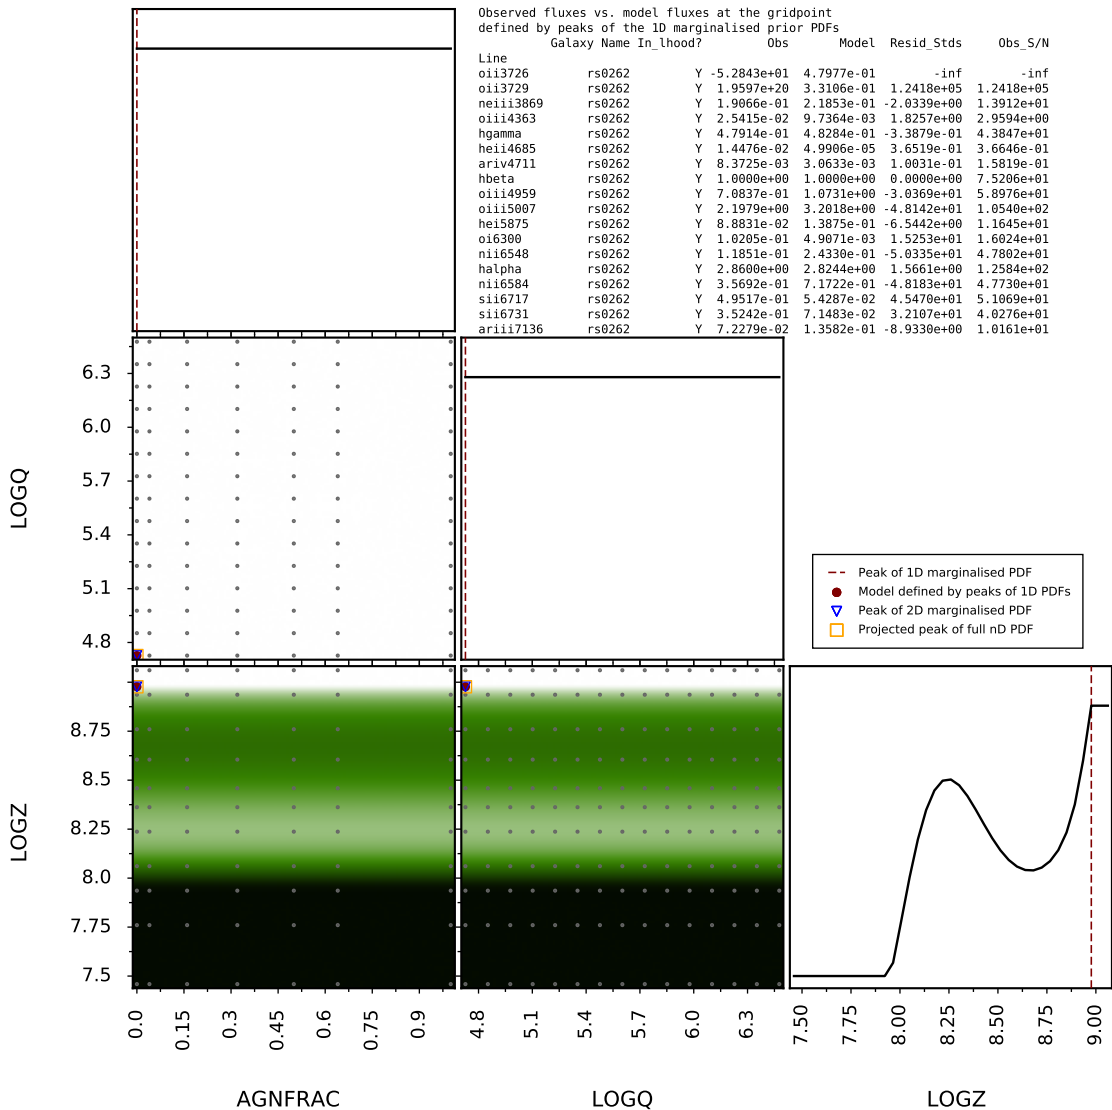 Observed fluxes vs. model fluxes at the gridpoint
defined by peaks of the 1D marginalised prior PDFs
Galaxy Name In_lhood? Obs Model Resid_Stds Obs_S/N
Line
oii3726 rs0262 Y -5.2843e+01 4.7977e-01 -inf -inf
oii3729 rs0262 Y 1.9597e+20 3.3106e-01 1.2418e+05 1.2418e+05
neiii3869 rs0262 Y 1.9066e-01 2.1853e-01 -2.0339e+00 1.3912e+01
oiii4363 rs0262 Y 2.5415e-02 9.7364e-03 1.8257e+00 2.9594e+00
hgamma rs0262 Y 4.7914e-01 4.8284e-01 -3.3879e-01 4.3847e+01
heii4685 rs0262 Y 1.4476e-02 4.9906e-05 3.6519e-01 3.6646e-01
ariv4711 rs0262 Y 8.3725e-03 3.0633e-03 1.0031e-01 1.5819e-01
hbeta rs0262 Y 1.0000e+00 1.0000e+00 0.0000e+00 7.5206e+01
oiii4959 rs0262 Y 7.0837e-01 1.0731e+00 -3.0369e+01 5.8976e+01
oiii5007 rs0262 Y 2.1979e+00 3.2018e+00 -4.8142e+01 1.0540e+02
hei5875 rs0262 Y 8.8831e-02 1.3875e-01 -6.5442e+00 1.1645e+01
oi6300 rs0262 Y 1.0205e-01 4.9071e-03 1.5253e+01 1.6024e+01
nii6548 rs0262 Y 1.1851e-01 2.4330e-01 -5.0335e+01 4.7802e+01
halpha rs0262 Y 2.8600e+00 2.8244e+00 1.5661e+00 1.2584e+02
nii6584 rs0262 Y 3.5692e-01 7.1722e-01 -4.8183e+01 4.7730e+01
sii6717 rs0262 Y 4.9517e-01 5.4287e-02 4.5470e+01 5.1069e+01
sii6731 rs0262 Y 3.5242e-01 7.1483e-02 3.2107e+01 4.0276e+01
ariii7136 rs0262 Y 7.2279e-02 1.3582e-01 -8.9330e+00 1.0161e+01
6.3
6.0
5.7
5.4
5.1
4.8
LOGQ
Peak of 1D marginalised PDF
Model defined by peaks of 1D PDFs
Peak of 2D marginalised PDF
Projected peak of full nD PDF
8.75
8.5
8.25
8.0
7.75
7.5
LOGZ
0.0 0.15 0.3 0.45 0.6 0.75 0.9
4.8 5.1 5.4 5.7 6.0 6.3
7.50 7.75 8.00 8.25 8.50 8.75 9.00
AGNFRAC LOGQ LOGZ